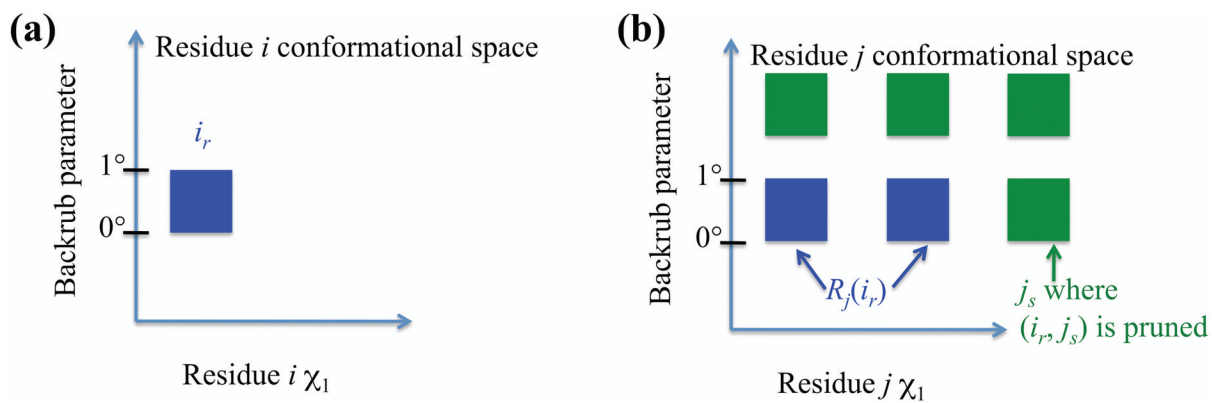 (a)
Residue i conformational space
Backrub parameter
i_r
1°
0°
Residue i χ₁
(b)
Residue j conformational space
Backrub parameter
1°
0°
R_j(i_r)
j_s where
(i_r, j_s) is pruned
Residue j χ₁